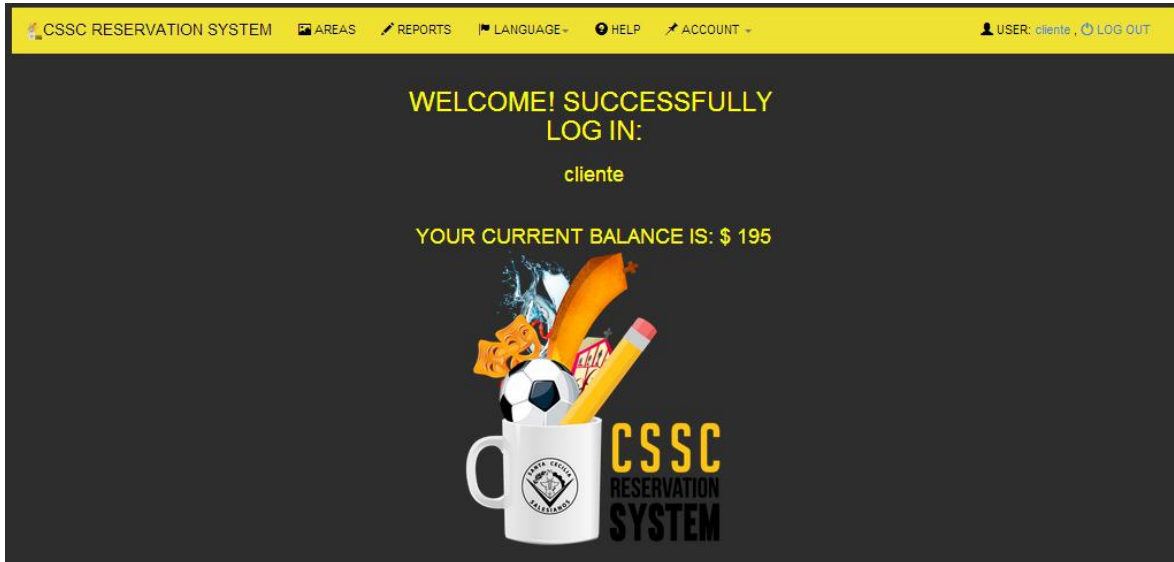 CSSC RESERVATION SYSTEM AREAS REPORTS LANGUAGE HELP ACCOUNT USER: cliente , LOG OUT
WELCOME! SUCCESSFULLY
LOG IN:
cliente
YOUR CURRENT BALANCE IS: $ 195
CSSC
RESERVATION
SYSTEM
SANTA CECILIA
SALESIANOS